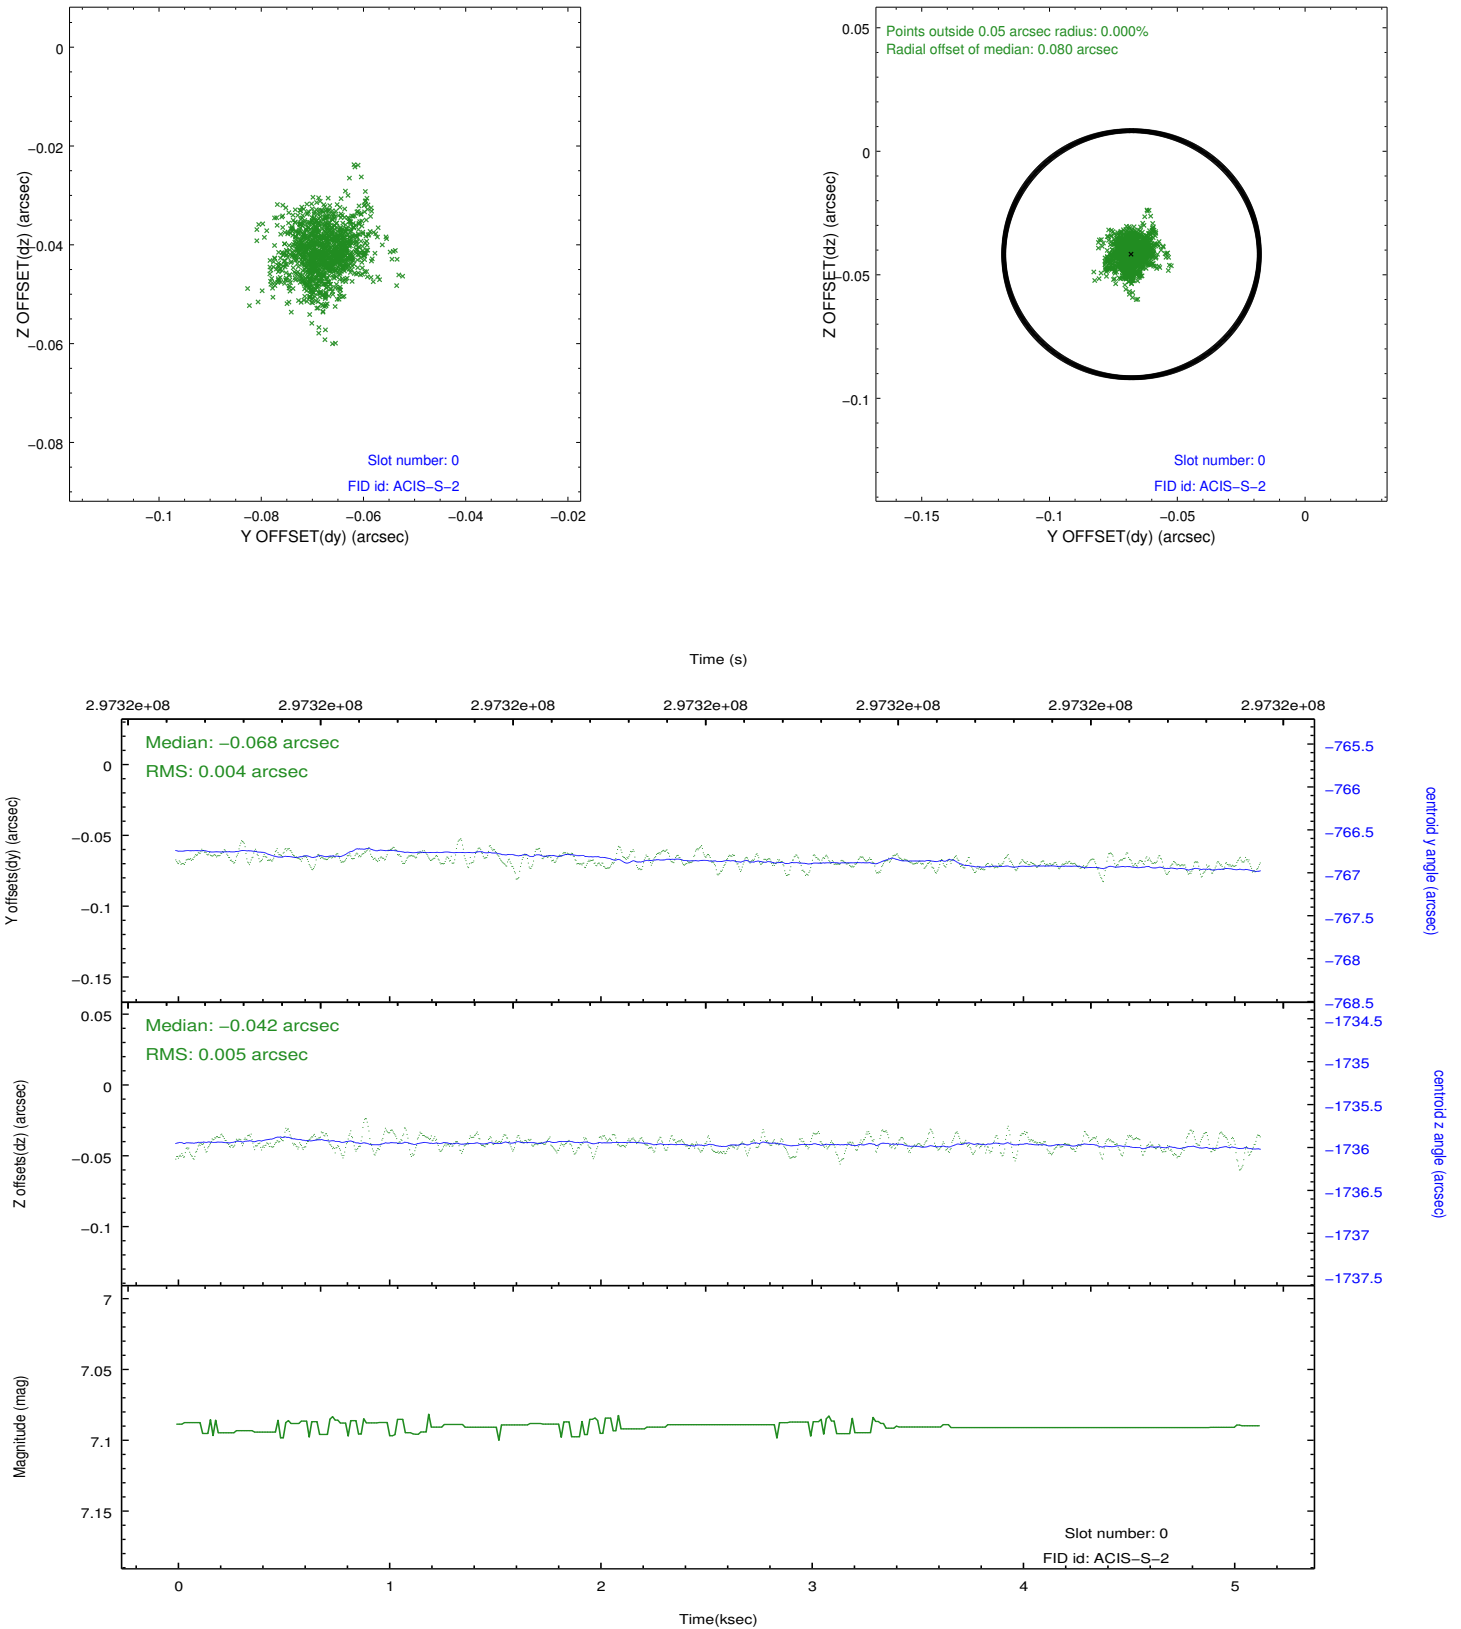 0
−0.02
−0.04
−0.06
−0.08
Z OFFSET(dz) (arcsec)
Slot number: 0
FID id: ACIS−S−2
−0.1
−0.08
−0.06
−0.04
−0.02
Y OFFSET(dy) (arcsec)
0.05
0
−0.05
−0.1
Z OFFSET(dz) (arcsec)
Points outside 0.05 arcsec radius: 0.000%
Radial offset of median: 0.080 arcsec
Slot number: 0
FID id: ACIS−S−2
−0.15
−0.1
−0.05
0
Y OFFSET(dy) (arcsec)
Time (s)
2.9732e+08
2.9732e+08
2.9732e+08
2.9732e+08
2.9732e+08
2.9732e+08
2.9732e+08
Median: −0.068 arcsec
RMS: 0.004 arcsec
0
−0.05
−0.1
−0.15
Y offsets(dy) (arcsec)
−765.5
−766
−766.5
−767
−767.5
−768
−768.5
centroid y angle (arcsec)
Median: −0.042 arcsec
RMS: 0.005 arcsec
0.05
0
−0.05
−0.1
Z offsets(dz) (arcsec)
−1734.5
−1735
−1735.5
−1736
−1736.5
−1737
−1737.5
centroid z angle (arcsec)
7
7.05
7.1
7.15
Magnitude (mag)
Slot number: 0
FID id: ACIS−S−2
0
1
2
3
4
5
Time(ksec)